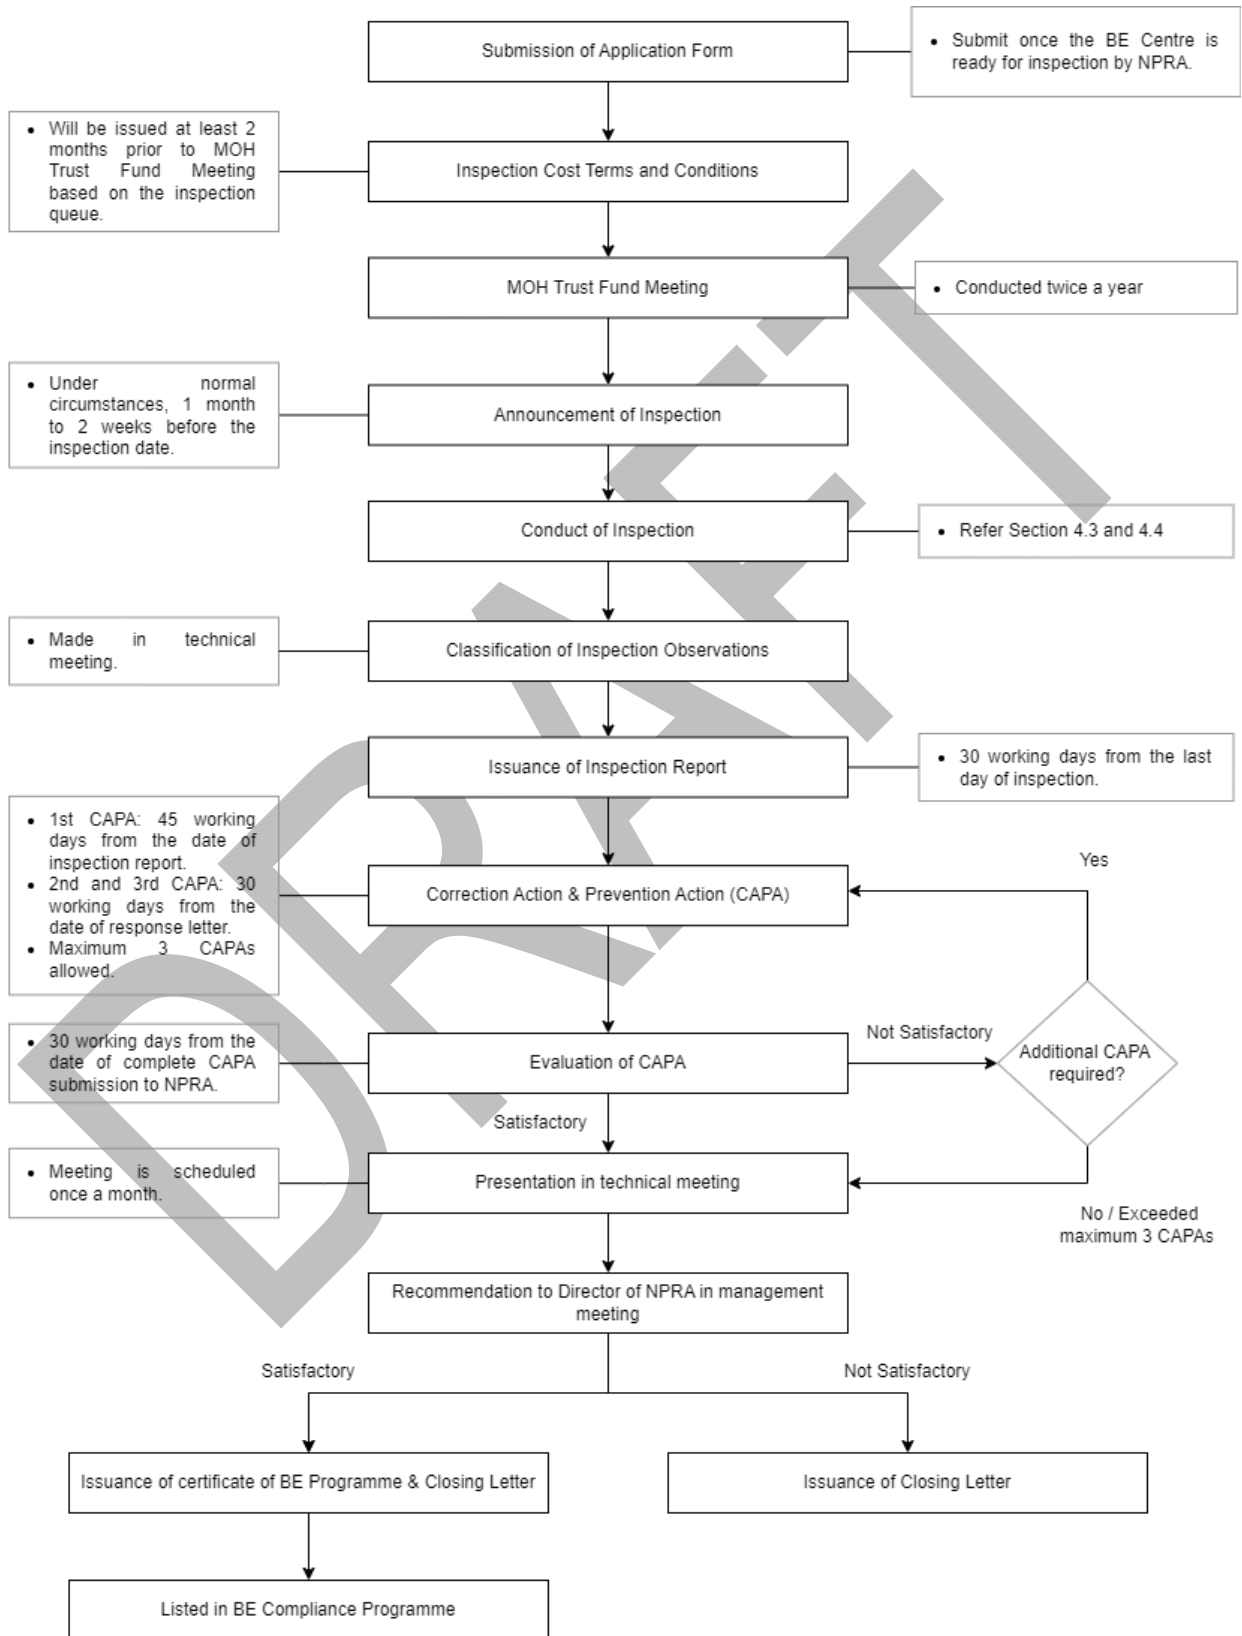 Submission of Application Form
• Submit once the BE Centre is
ready for inspection by NPRA.
• Will be issued at least 2
months prior to MOH
Trust Fund Meeting
based on the inspection
queue.
Inspection Cost Terms and Conditions
MOH Trust Fund Meeting
• Conducted twice a year
• Under normal
circumstances, 1 month
to 2 weeks before the
inspection date.
Announcement of Inspection
Conduct of Inspection
• Refer Section 4.3 and 4.4
• Made in technical
meeting.
Classification of Inspection Observations
Issuance of Inspection Report
• 30 working days from the last
day of inspection.
• 1st CAPA: 45 working
days from the date of
inspection report.
• 2nd and 3rd CAPA: 30
working days from the
date of response letter.
• Maximum 3 CAPAs
allowed.
Correction Action & Prevention Action (CAPA)
Yes
• 30 working days from the
date of complete CAPA
submission to NPRA.
Evaluation of CAPA
Not Satisfactory
Additional CAPA
required?
Satisfactory
• Meeting is scheduled
once a month.
Presentation in technical meeting
No / Exceeded
maximum 3 CAPAs
Recommendation to Director of NPRA in management
meeting
Satisfactory
Not Satisfactory
Issuance of certificate of BE Programme & Closing Letter
Issuance of Closing Letter
Listed in BE Compliance Programme
DRAFT